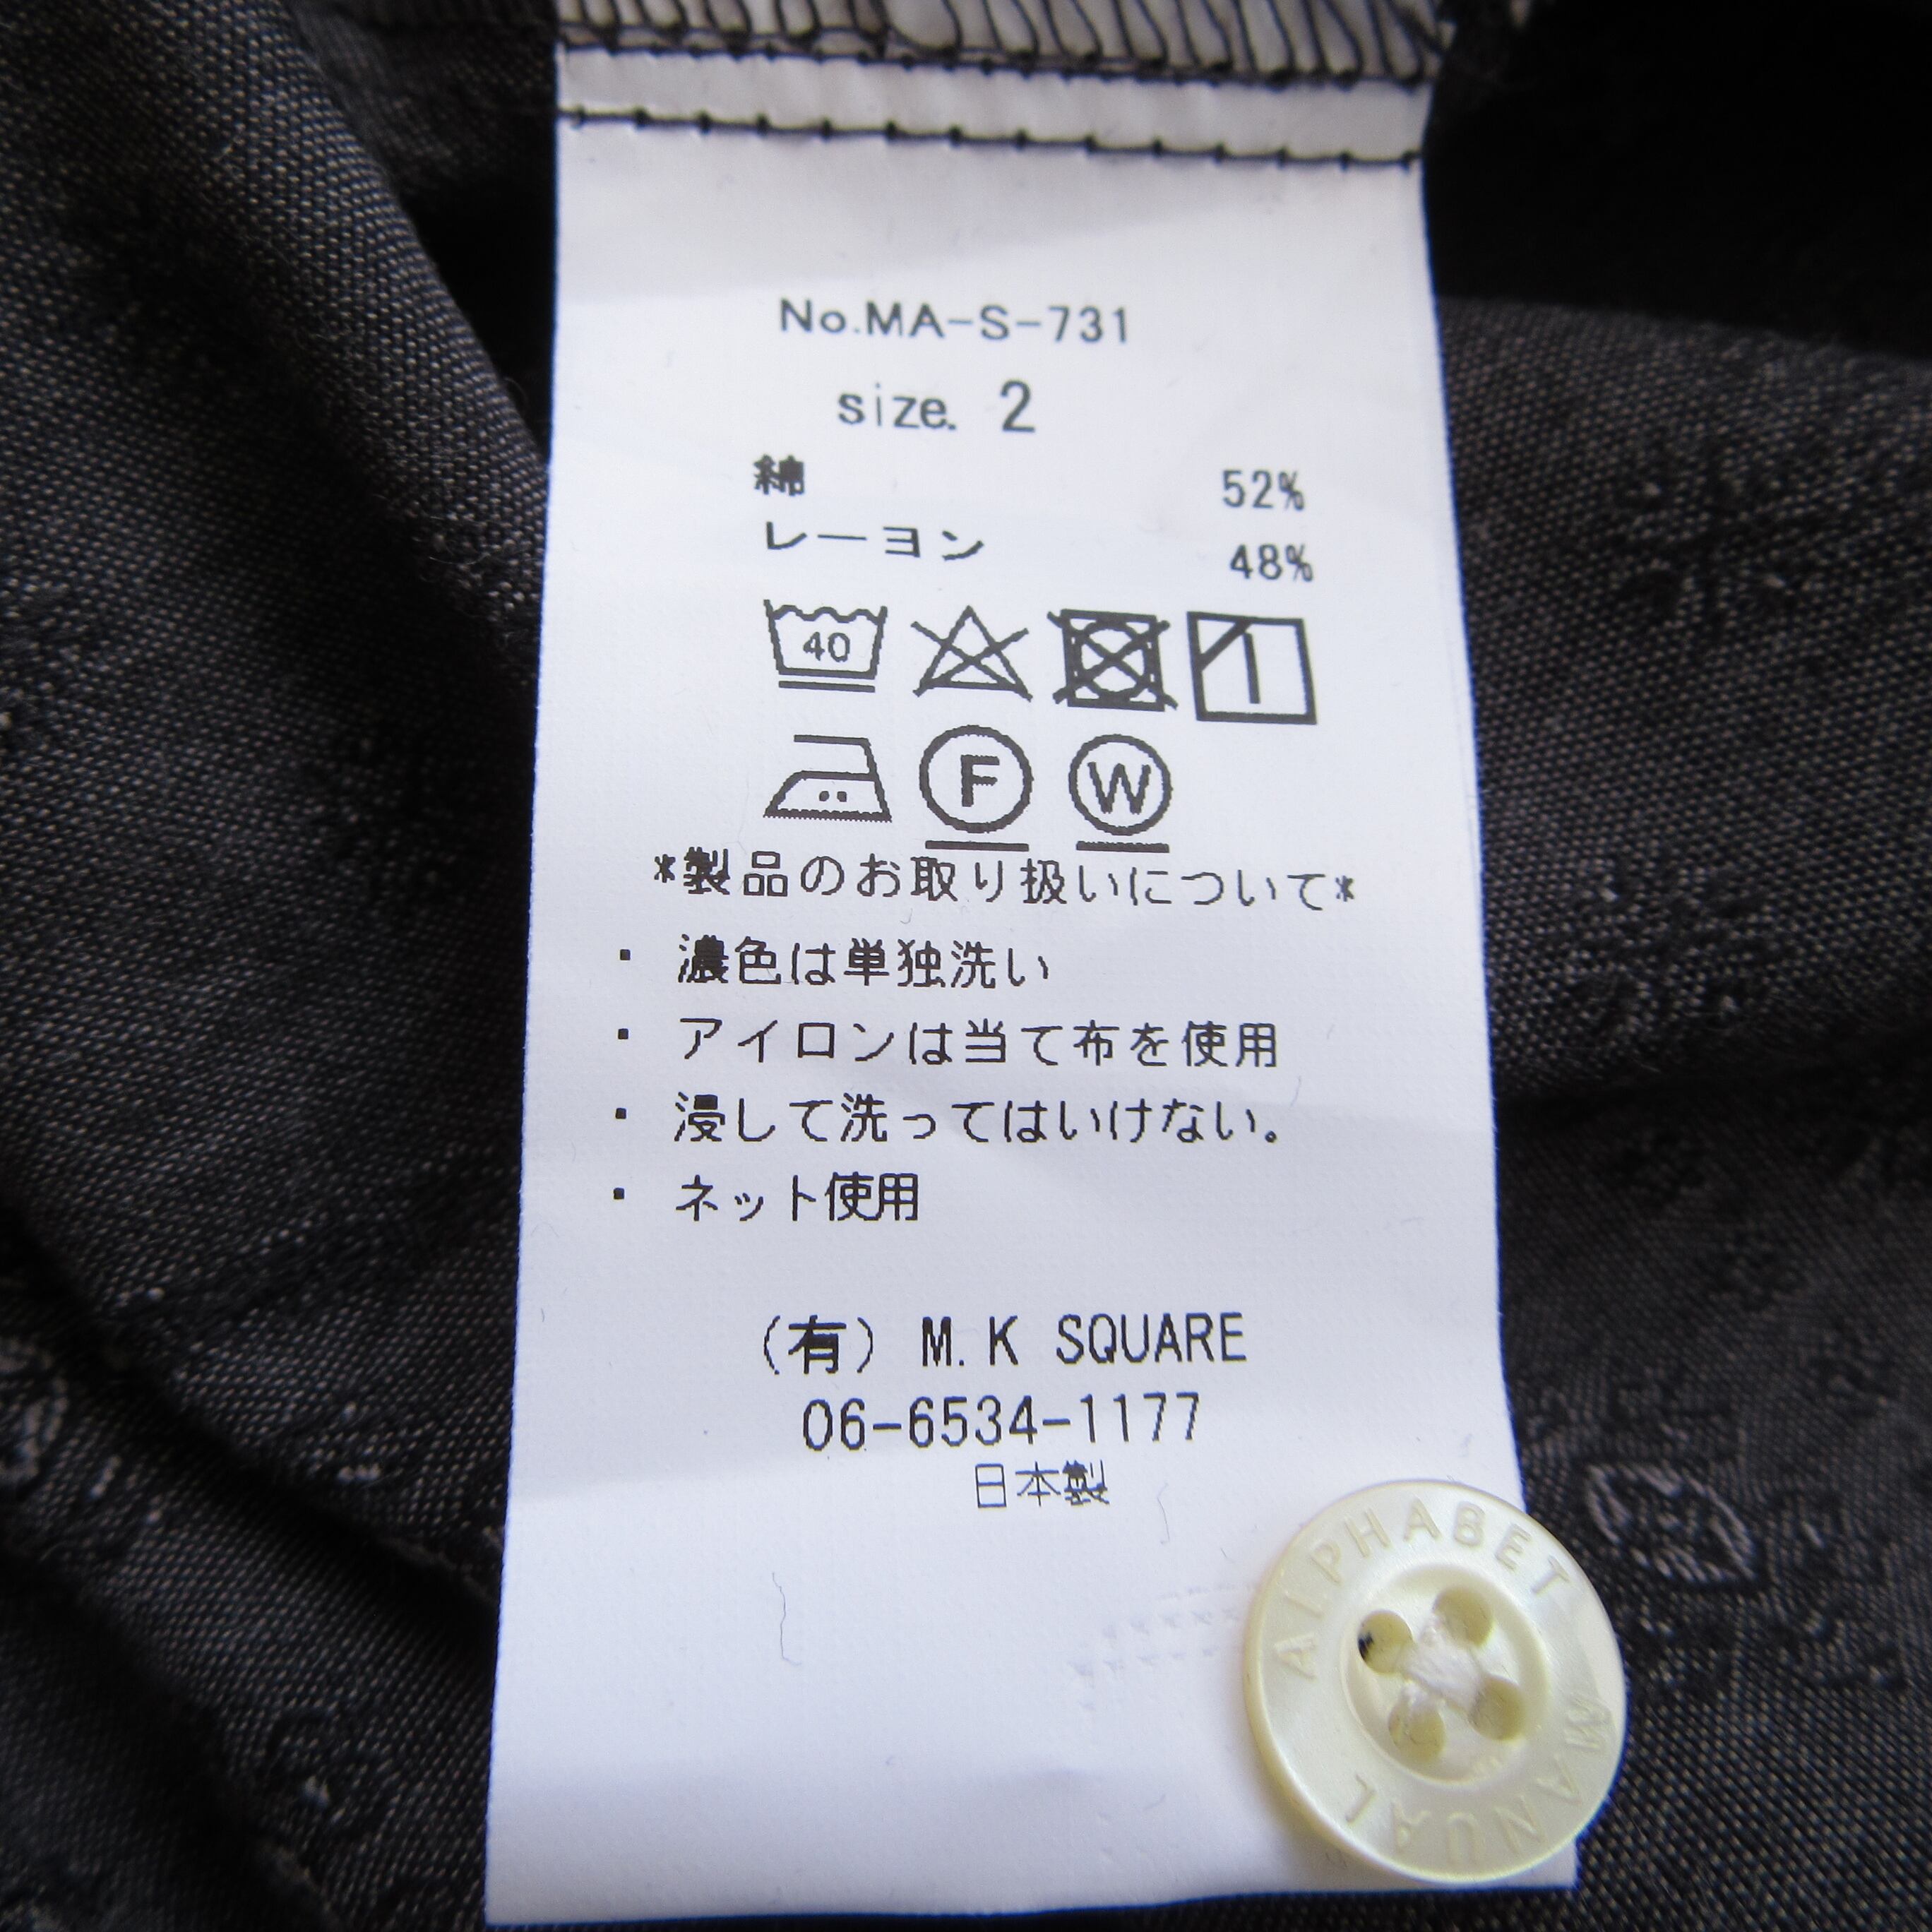 No.MA-S-731
size. 2
綿 52%
レーヨン 48%
40
F W
*製品のお取り扱いについて*
・ 濃色は単独洗い
・ アイロンは当て布を使用
・ 浸して洗ってはいけない。
・ ネット使用
(有) M.K SQUARE
06-6534-1177
日本製
ALPHABET MANUAL